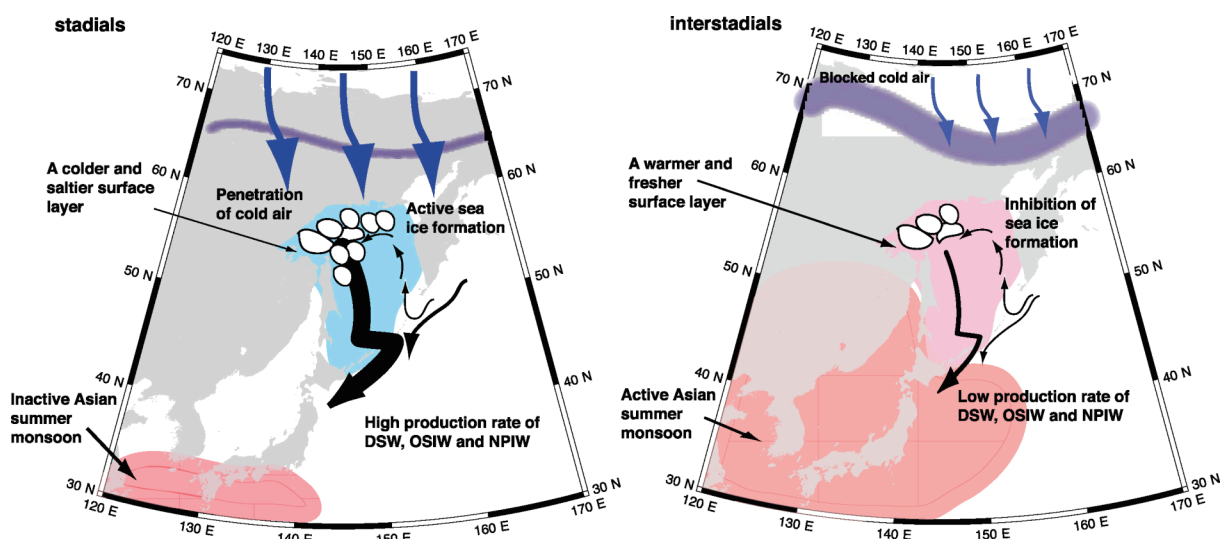 stadials
120 E
130 E
140 E
150 E
160 E
170 E
70 N
70 N
A colder and
saltier surface
layer
60 N
60 N
Penetration
of cold air
Active sea
ice formation
50 N
50 N
40 N
40 N
Inactive Asian
summer
monsoon
High production rate of
DSW, OSIW and NPIW
30 N
30 N
120 E
130 E
140 E
150 E
160 E
170 E
interstadials
120 E
130 E
140 E
150 E
160 E
170 E
Blocked cold air
70 N
70 N
A warmer and
fresher
surface layer
60 N
60 N
Inhibition of
sea ice
formation
50 N
50 N
40 N
40 N
Active Asian
summer
monsoon
Low production rate of
DSW, OSIW and NPIW
30 N
30 N
120 E
130 E
140 E
150 E
160 E
170 E